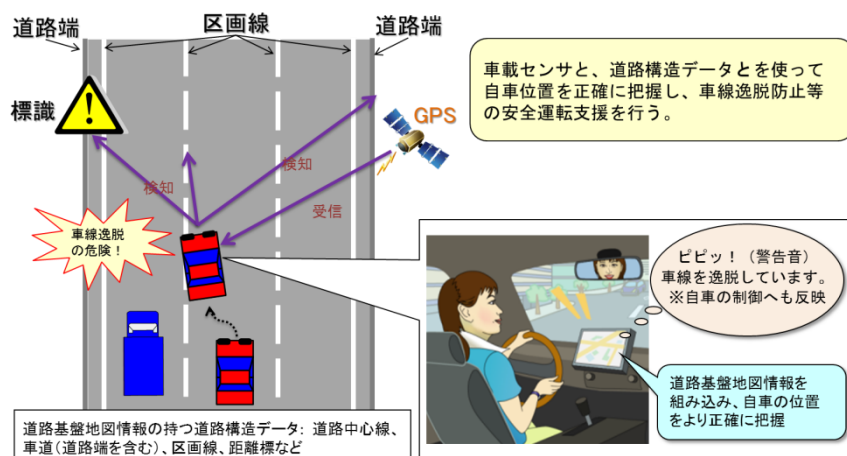 道路端
区画線
道路端
標識
GPS
検知
検知
受信
車線逸脱
の危険！
車載センサと、道路構造データとを使って
自車位置を正確に把握し、車線逸脱防止等
の安全運転支援を行う。
ピピッ！（警告音）
車線を逸脱しています。
※自車の制御へも反映
道路基盤地図情報を
組み込み、自車の位置
をより正確に把握
道路基盤地図情報の持つ道路構造データ：道路中心線、
車道（道路端を含む）、区画線、距離標など